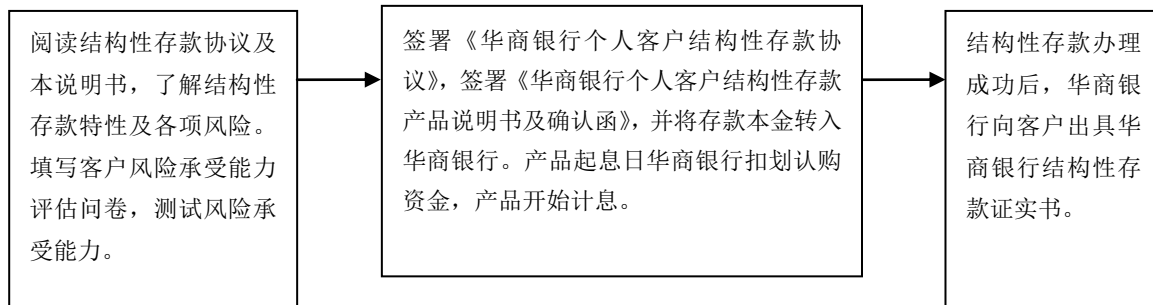 阅读结构性存款协议及
本说明书，了解结构性
存款特性及各项风险。
填写客户风险承受能力
评估问卷，测试风险承
受能力。
签署《华商银行个人客户结构性存款协
议》，签署《华商银行个人客户结构性存款
产品说明书及确认函》，并将存款本金转入
华商银行。产品起息日华商银行扣划认购
资金，产品开始计息。
结构性存款办理
成功后，华商银
行向客户出具华
商银行结构性存
款证实书。